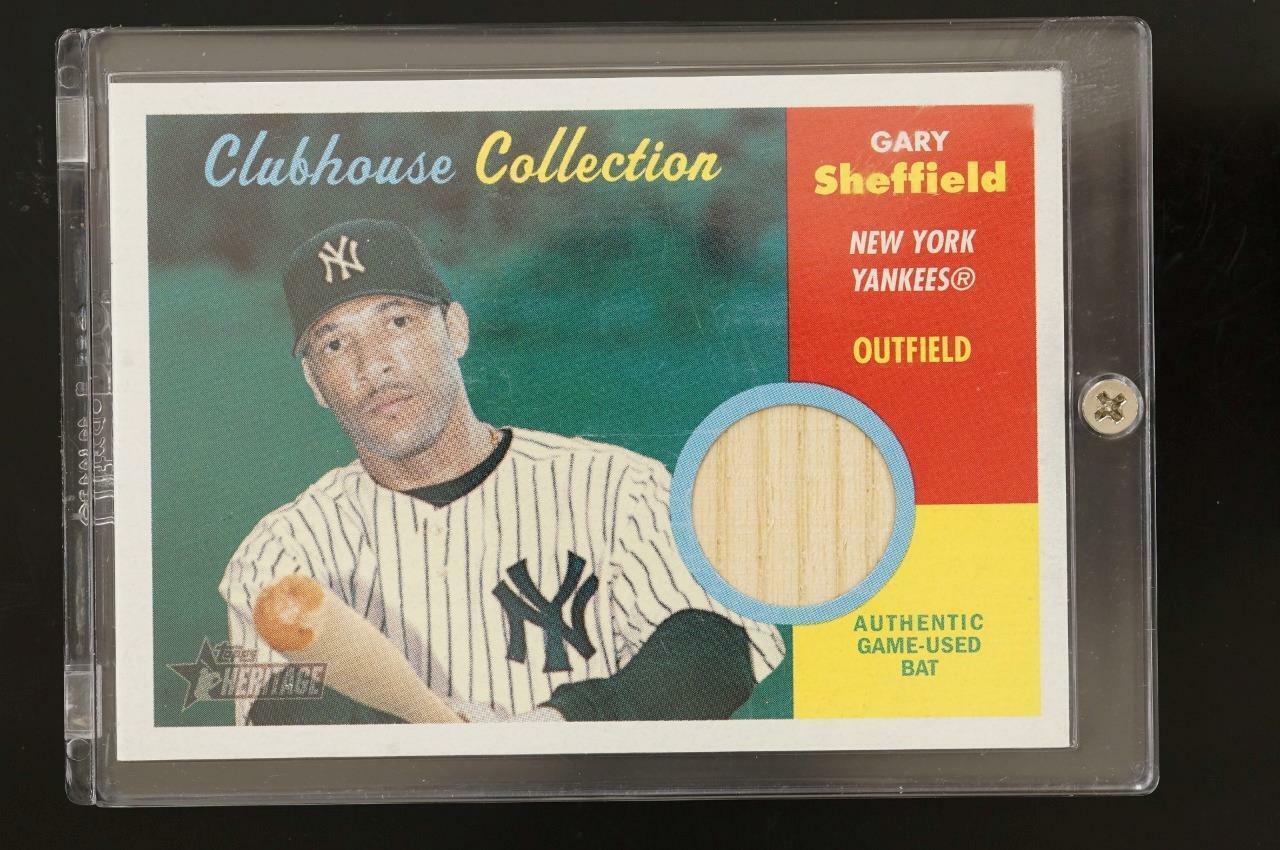 Clubhouse Collection
GARY
Sheffield
NEW YORK
YANKEES®
OUTFIELD
AUTHENTIC
GAME-USED
BAT
NY
NY
TOPPS
HERITAGE